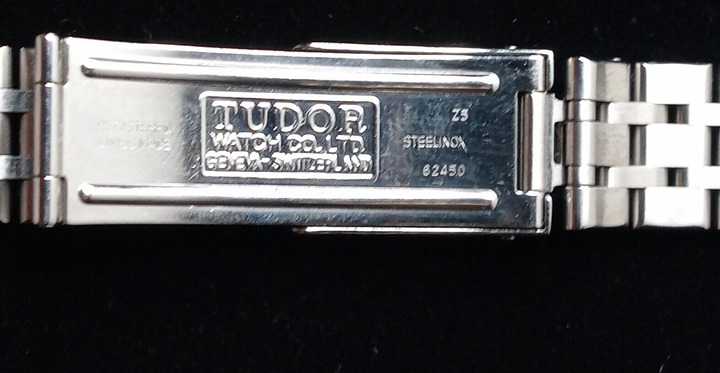 TUDOR
WATCH CO.LTD.
GENEVA-SWITZERLAND
Z5
STEELINOX
62450